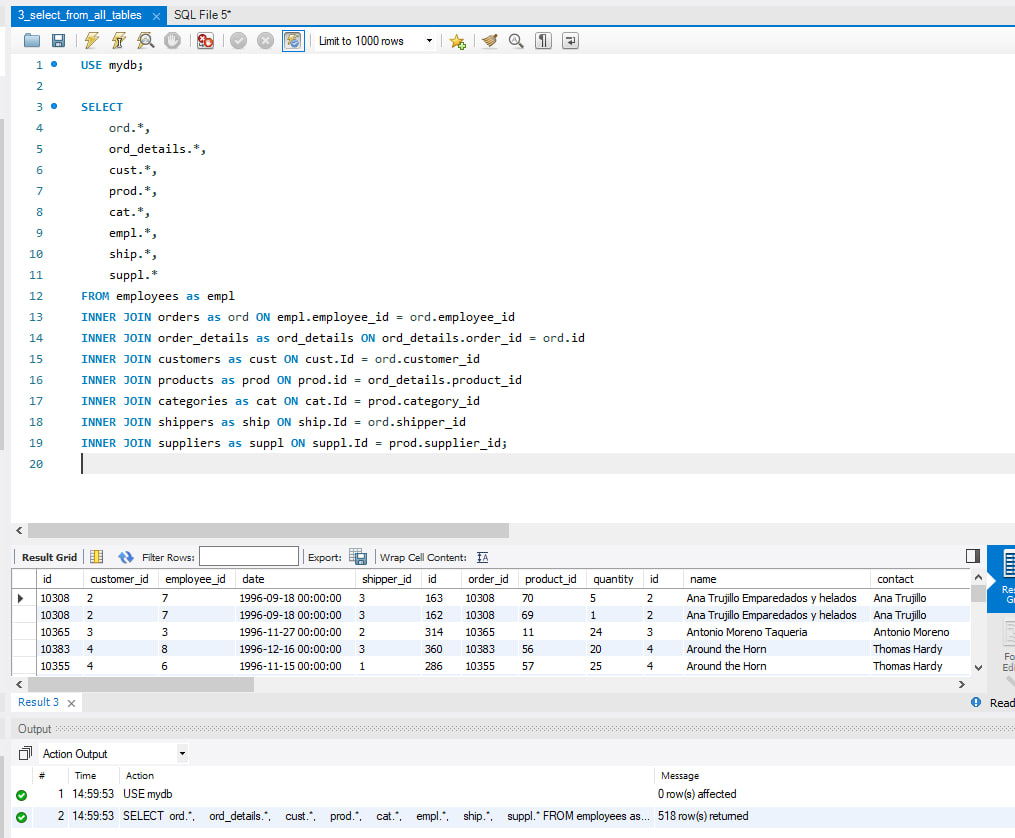 3_select_from_all_tables × SQL File 5*
Limit to 1000 rows
1 USE mydb;
2
3 SELECT
4 ord.*,
5 ord_details.*,
6 cust.*,
7 prod.*,
8 cat.*,
9 empl.*,
10 ship.*,
11 suppl.*
12 FROM employees as empl
13 INNER JOIN orders as ord ON empl.employee_id = ord.employee_id
14 INNER JOIN order_details as ord_details ON ord_details.order_id = ord.id
15 INNER JOIN customers as cust ON cust.Id = ord.customer_id
16 INNER JOIN products as prod ON prod.id = ord_details.product_id
17 INNER JOIN categories as cat ON cat.Id = prod.category_id
18 INNER JOIN shippers as ship ON ship.Id = ord.shipper_id
19 INNER JOIN suppliers as suppl ON suppl.Id = prod.supplier_id;
20
Result Grid Filter Rows: Export: Wrap Cell Content:
id customer_id employee_id date shipper_id id order_id product_id quantity id name contact
10308 2 7 1996-09-18 00:00:00 3 163 10308 70 5 2 Ana Trujillo Emparedados y helados Ana Trujillo
10308 2 7 1996-09-18 00:00:00 3 162 10308 69 1 2 Ana Trujillo Emparedados y helados Ana Trujillo
10365 3 3 1996-11-27 00:00:00 2 314 10365 11 24 3 Antonio Moreno Taqueria Antonio Moreno
10383 4 8 1996-12-16 00:00:00 3 360 10383 56 20 4 Around the Horn Thomas Hardy
10355 4 6 1996-11-15 00:00:00 1 286 10355 57 25 4 Around the Horn Thomas Hardy
Result 3 × Read
Output
Action Output
# Time Action Message
1 14:59:53 USE mydb 0 row(s) affected
2 14:59:53 SELECT ord.*, ord_details.*, cust.*, prod.*, cat.*, empl.*, ship.*, suppl.* FROM employees as... 518 row(s) returned